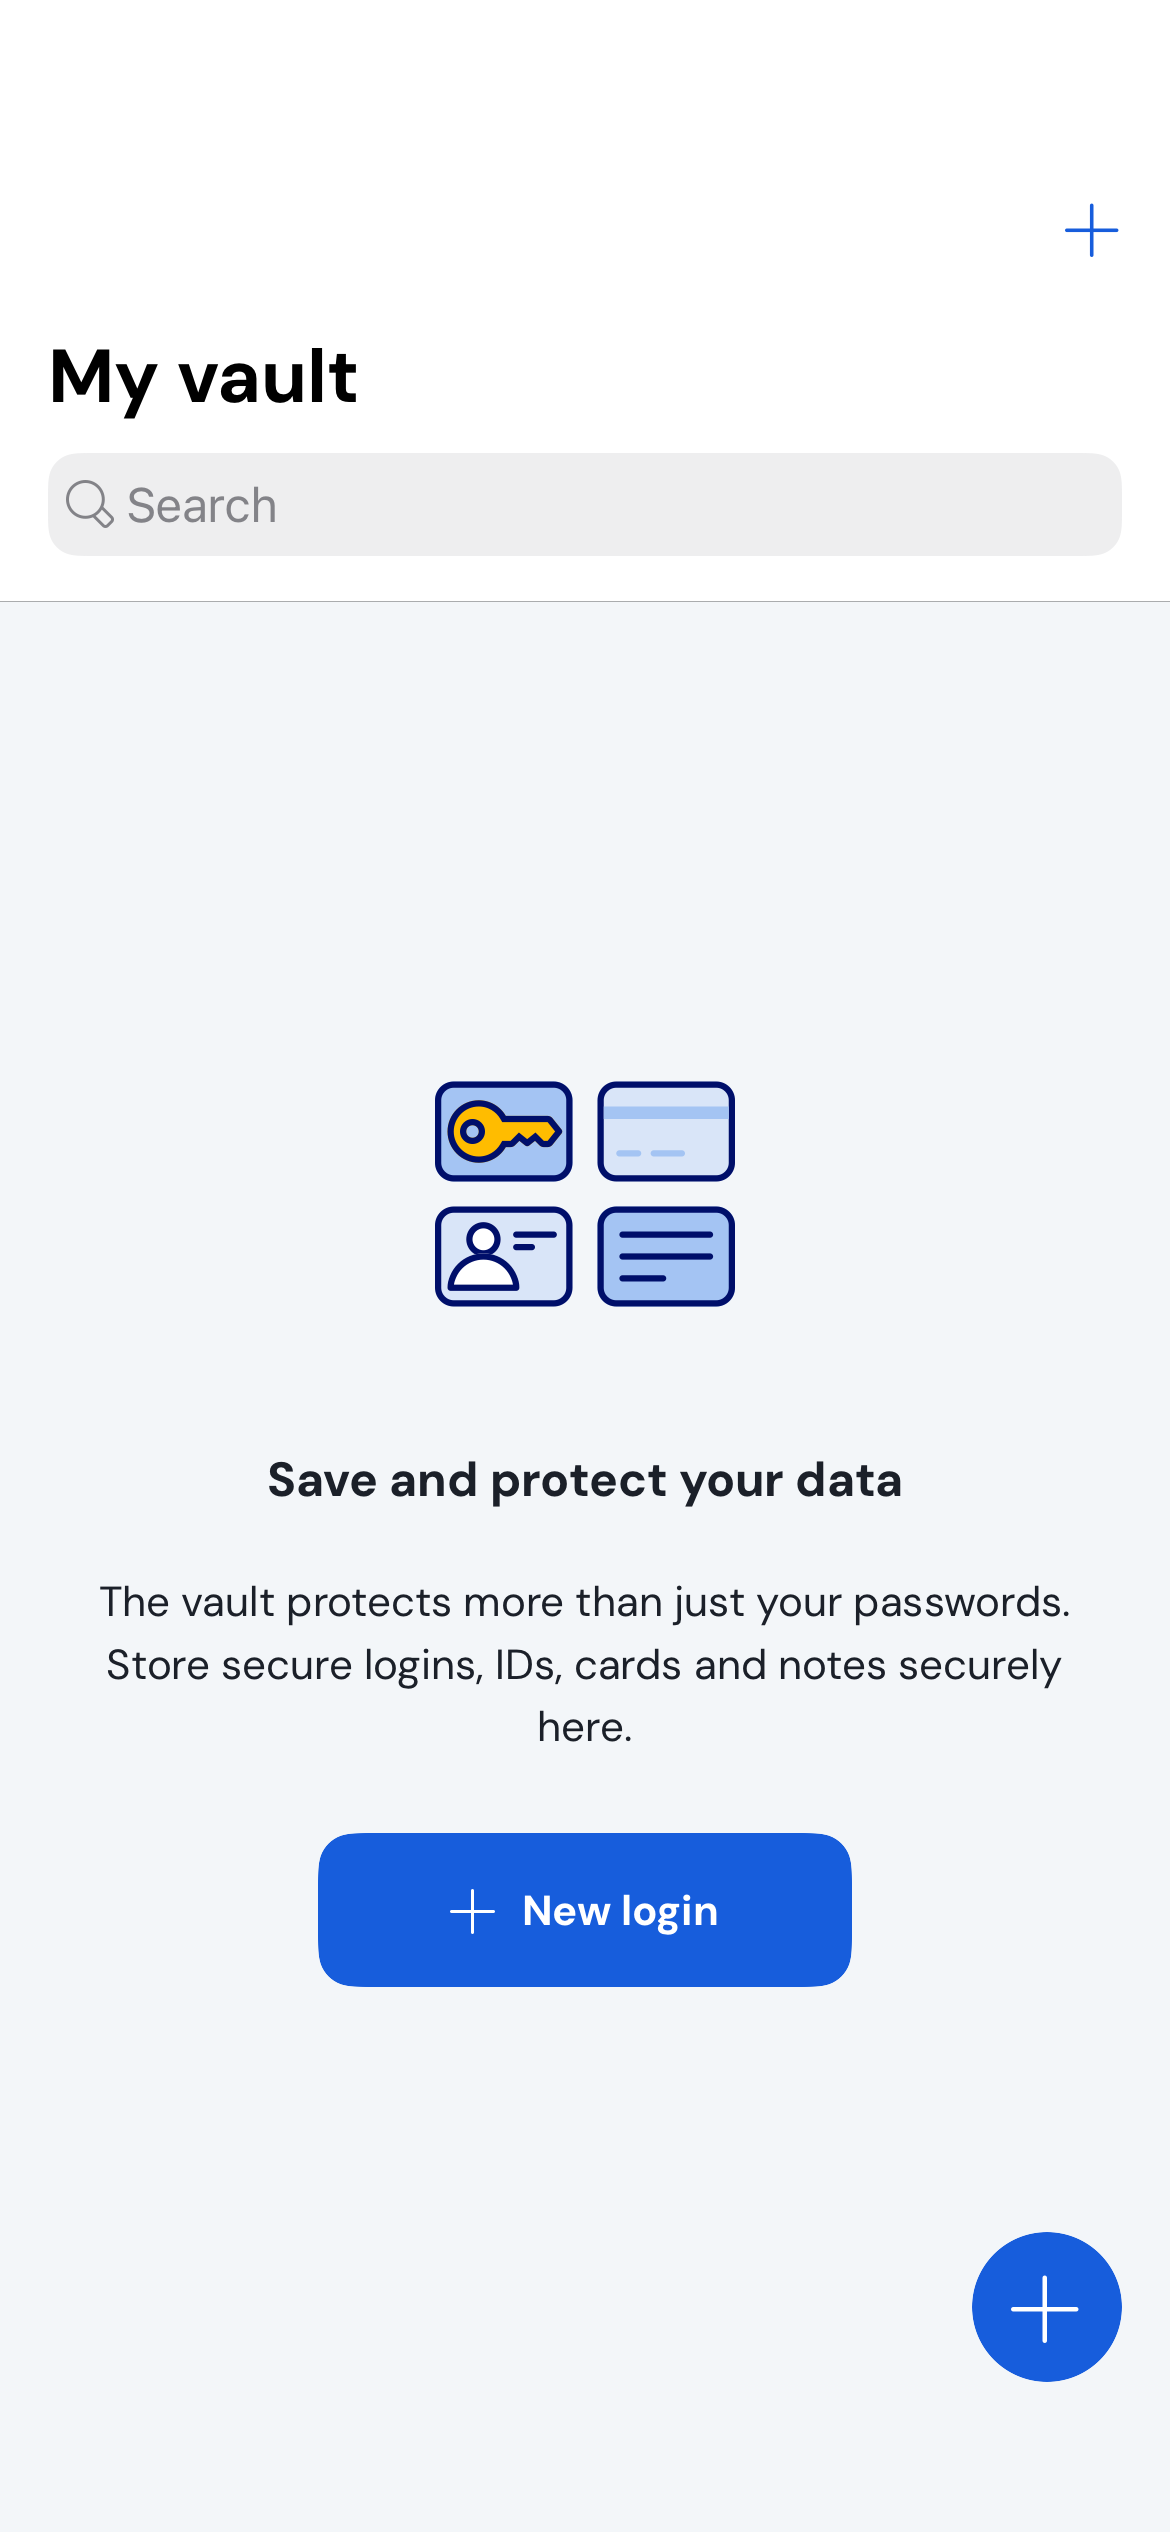 My vault
Search
Save and protect your data
The vault protects more than just your passwords.
Store secure logins, IDs, cards and notes securely
here.
New login